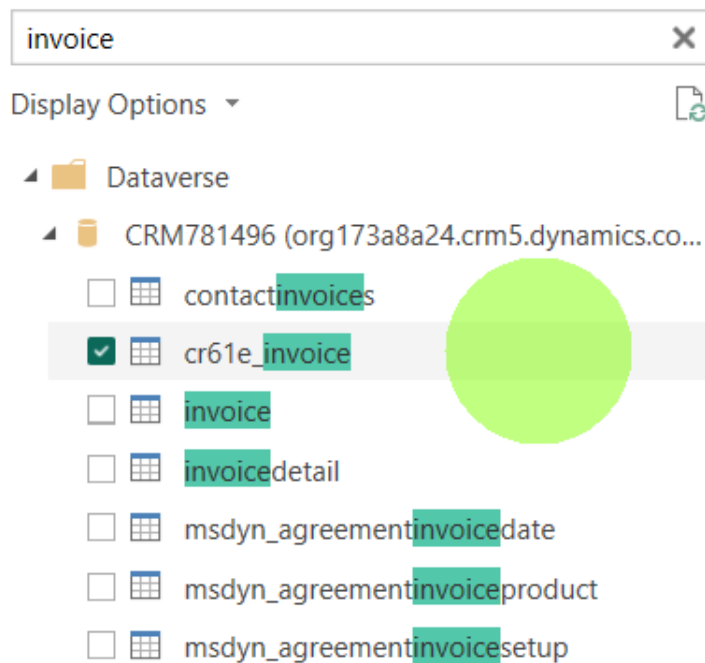 invoice
Display Options
Dataverse
CRM781496 (org173a8a24.crm5.dynamics.co...
contactinvoices
cr61e_invoice
invoice
invoicedetail
msdyn_agreementinvoicedate
msdyn_agreementinvoiceproduct
msdyn_agreementinvoicesetup